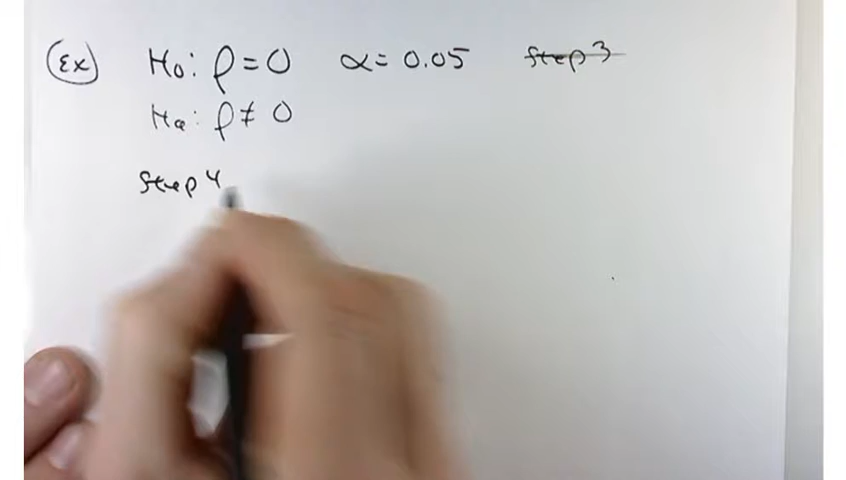 Ex H₀: ρ = 0 α = 0.05 Step 3
Hₐ: ρ ≠ 0
Step 4